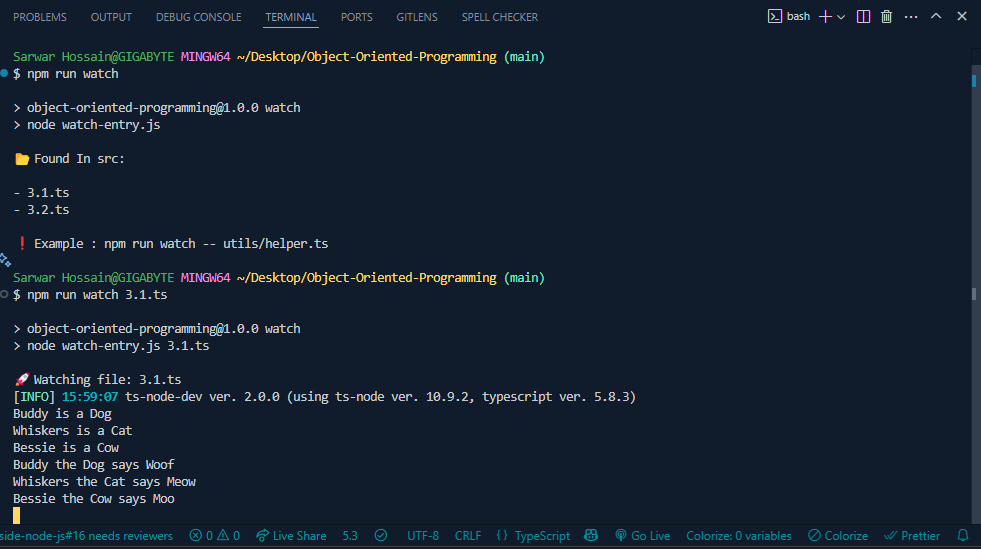 PROBLEMS OUTPUT DEBUG CONSOLE TERMINAL PORTS GITLENS SPELL CHECKER bash
Sarwar Hossain@GIGABYTE MINGW64 ~/Desktop/Object-Oriented-Programming (main)
$ npm run watch
> object-oriented-programming@1.0.0 watch
> node watch-entry.js
📂 Found In src:
- 3.1.ts
- 3.2.ts
❗ Example : npm run watch -- utils/helper.ts
Sarwar Hossain@GIGABYTE MINGW64 ~/Desktop/Object-Oriented-Programming (main)
$ npm run watch 3.1.ts
> object-oriented-programming@1.0.0 watch
> node watch-entry.js 3.1.ts
🚀 Watching file: 3.1.ts
[INFO] 15:59:07 ts-node-dev ver. 2.0.0 (using ts-node ver. 10.9.2, typescript ver. 5.8.3)
Buddy is a Dog
Whiskers is a Cat
Bessie is a Cow
Buddy the Dog says Woof
Whiskers the Cat says Meow
Bessie the Cow says Moo
side-node-js#16 needs reviewers 0 0 Live Share 5.3 UTF-8 CRLF {} TypeScript Go Live Colorize: 0 variables Colorize Prettier